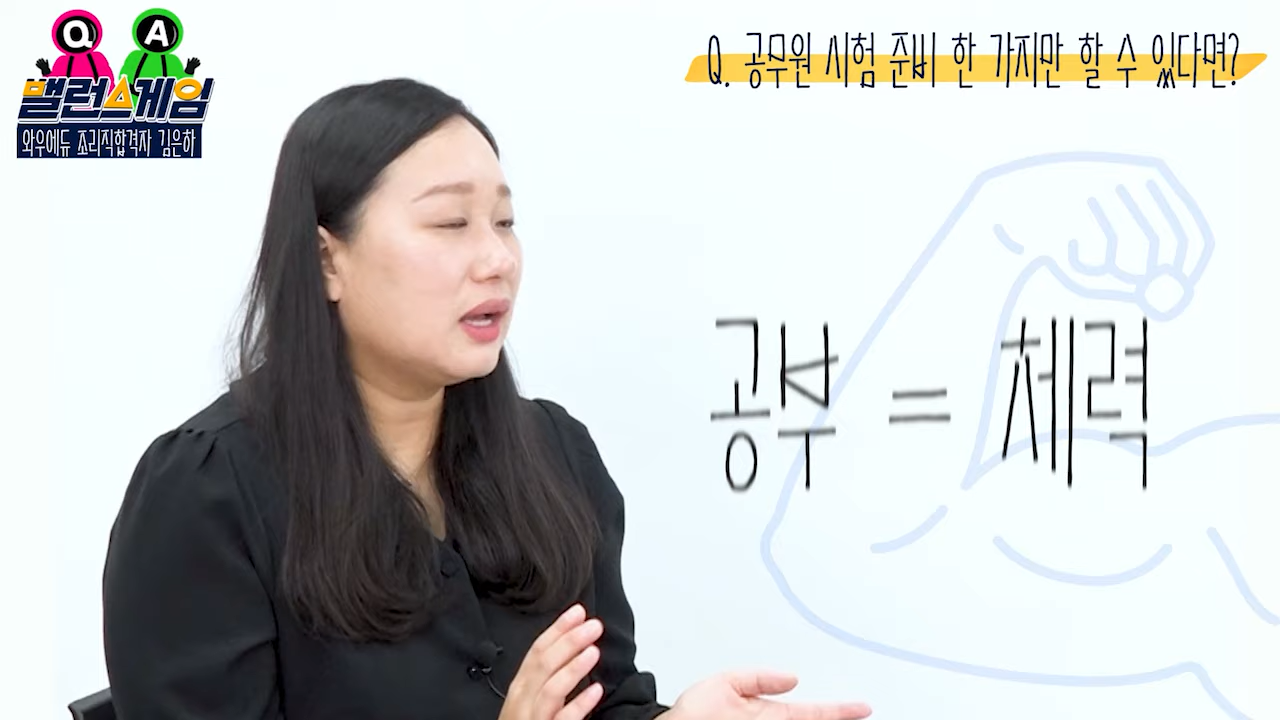 Q A
밸런스게임
와우에듀 조리직합격자 김은하
Q. 공무원 시험 준비 한 가지만 할 수 있다면?
공부 = 체력